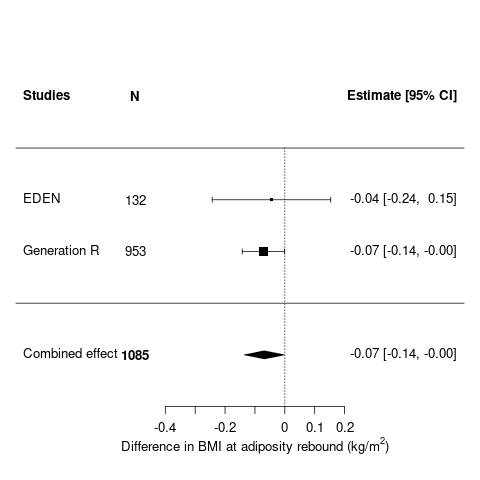 Studies N Estimate [95% CI]
EDEN 132 -0.04 [-0.24, 0.15]
Generation R 953 -0.07 [-0.14, -0.00]
Combined effect 1085 -0.07 [-0.14, -0.00]
-0.4 -0.2 0 0.1 0.2
Difference in BMI at adiposity rebound (kg/m²)